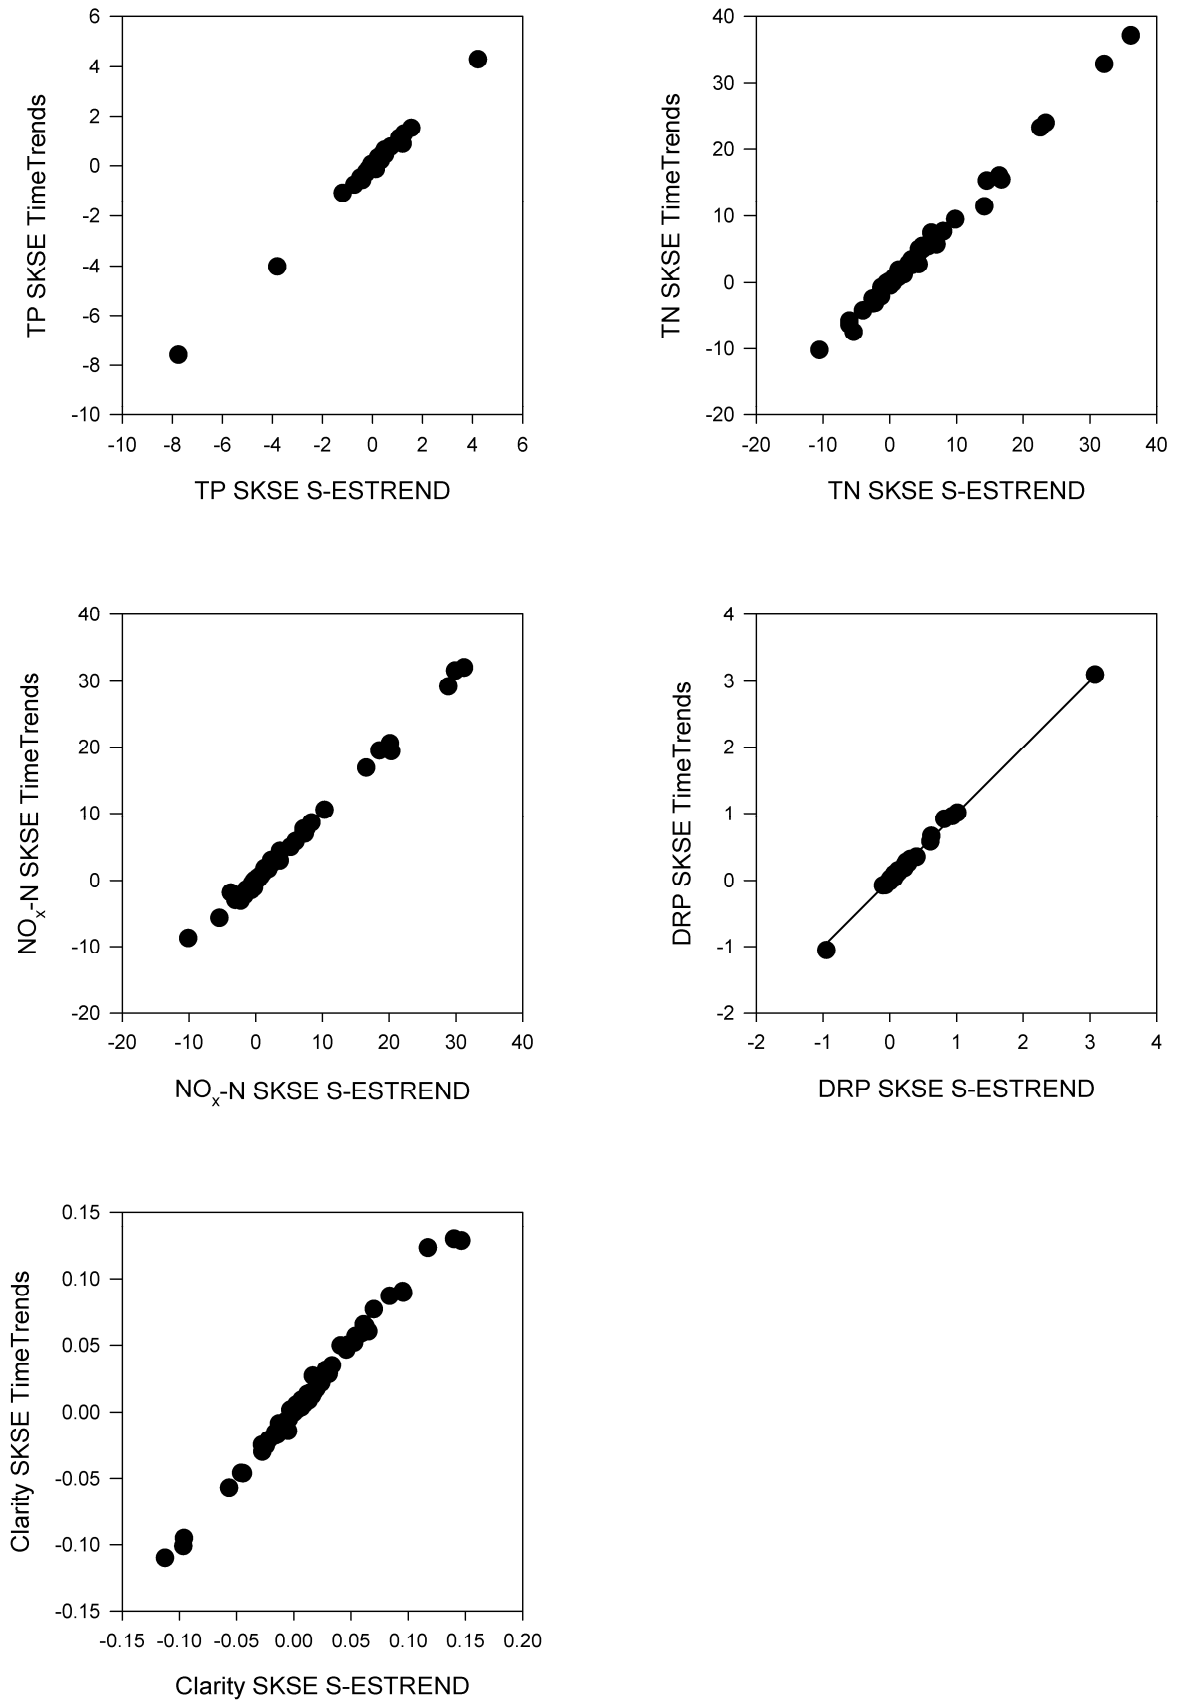 6
4
2
0
-2
-4
-6
-8
-10
-10 -8 -6 -4 -2 0 2 4 6
TP SKSE TimeTrends
TP SKSE S-ESTREND
40
30
20
10
0
-10
-20
-20 -10 0 10 20 30 40
TN SKSE TimeTrends
TN SKSE S-ESTREND
40
30
20
10
0
-10
-20
-20 -10 0 10 20 30 40
NOx-N SKSE TimeTrends
NOx-N SKSE S-ESTREND
4
3
2
1
0
-1
-2
-2 -1 0 1 2 3 4
DRP SKSE TimeTrends
DRP SKSE S-ESTREND
0.15
0.10
0.05
0.00
-0.05
-0.10
-0.15
-0.15 -0.10 -0.05 0.00 0.05 0.10 0.15 0.20
Clarity SKSE TimeTrends
Clarity SKSE S-ESTREND